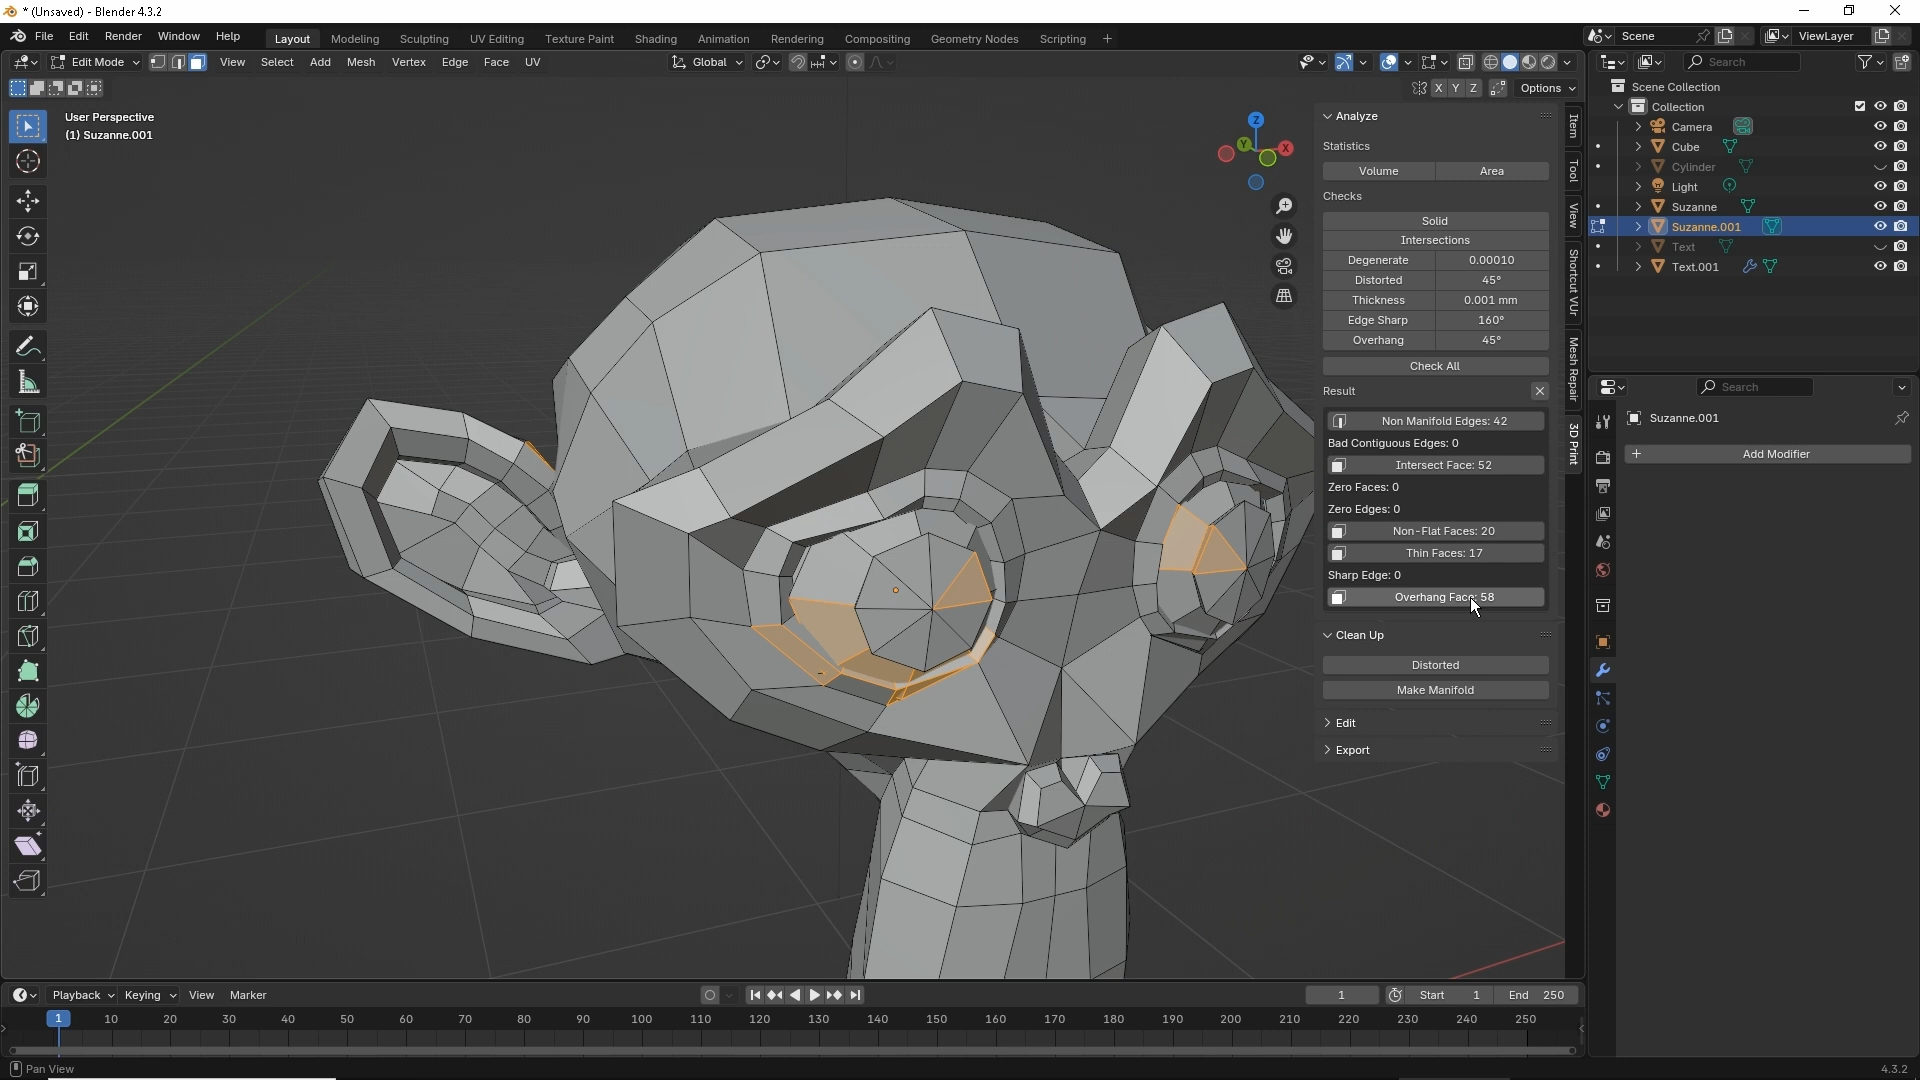 * (Unsaved) - Blender 4.3.2
File Edit Render Window Help
Layout Modeling Sculpting UV Editing Texture Paint Shading Animation Rendering Compositing Geometry Nodes Scripting +
Scene
ViewLayer
Edit Mode
View Select Add Mesh Vertex Edge Face UV
Global
Search
X Y Z
Options
User Perspective
(1) Suzanne.001
Z
Y
X
Analyze
Statistics
Volume Area
Checks
Solid
Intersections
Degenerate 0.00010
Distorted 45°
Thickness 0.001 mm
Edge Sharp 160°
Overhang 45°
Check All
Result
Non Manifold Edges: 42
Bad Contiguous Edges: 0
Intersect Face: 52
Zero Faces: 0
Zero Edges: 0
Non-Flat Faces: 20
Thin Faces: 17
Sharp Edge: 0
Overhang Face: 58
Clean Up
Distorted
Make Manifold
Edit
Export
Item
Tool
View
Shortcut VUr
Mesh Repair
3D Print
Scene Collection
Collection
Camera
Cube
Cylinder
Light
Suzanne
Suzanne.001
Text
Text.001
Search
Suzanne.001
+ Add Modifier
Playback Keying View Marker
1
Start 1
End 250
1 10 20 30 40 50 60 70 80 90 100 110 120 130 140 150 160 170 180 190 200 210 220 230 240 250
Pan View
4.3.2